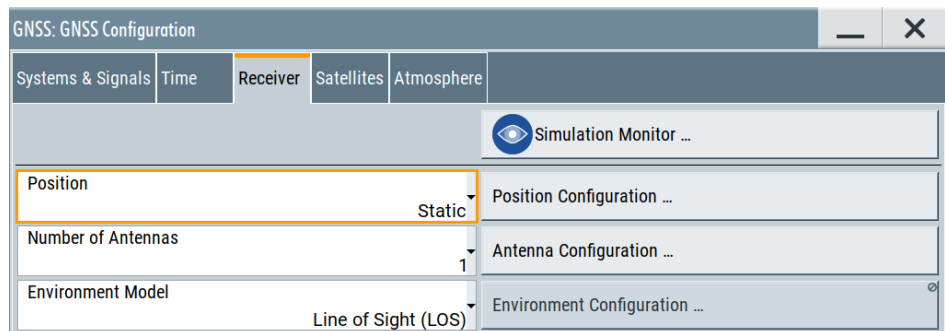 GNSS: GNSS Configuration
Systems & Signals Time Receiver Satellites Atmosphere
Simulation Monitor ...
Position
Static
Position Configuration ...
Number of Antennas
1
Antenna Configuration ...
Environment Model
Line of Sight (LOS)
Environment Configuration ...